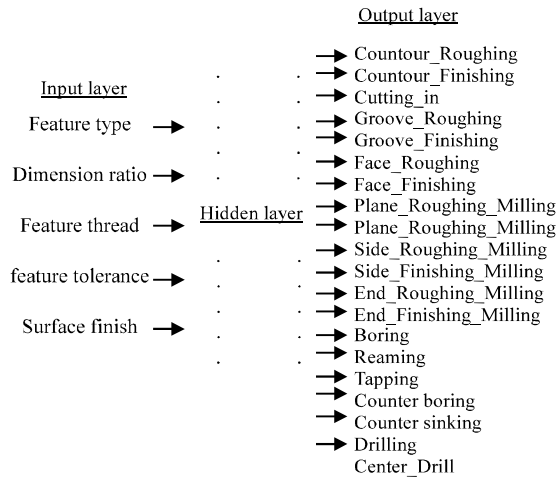 Output layer
Countour_Roughing
Countour_Finishing
Cutting_in
Groove_Roughing
Groove_Finishing
Face_Roughing
Face_Finishing
Plane_Roughing_Milling
Plane_Roughing_Milling
Side_Roughing_Milling
Side_Finishing_Milling
End_Roughing_Milling
End_Finishing_Milling
Boring
Reaming
Tapping
Counter boring
Counter sinking
Drilling
Center_Drill
Input layer
Feature type
Dimension ratio
Feature thread
feature tolerance
Surface finish
Hidden layer